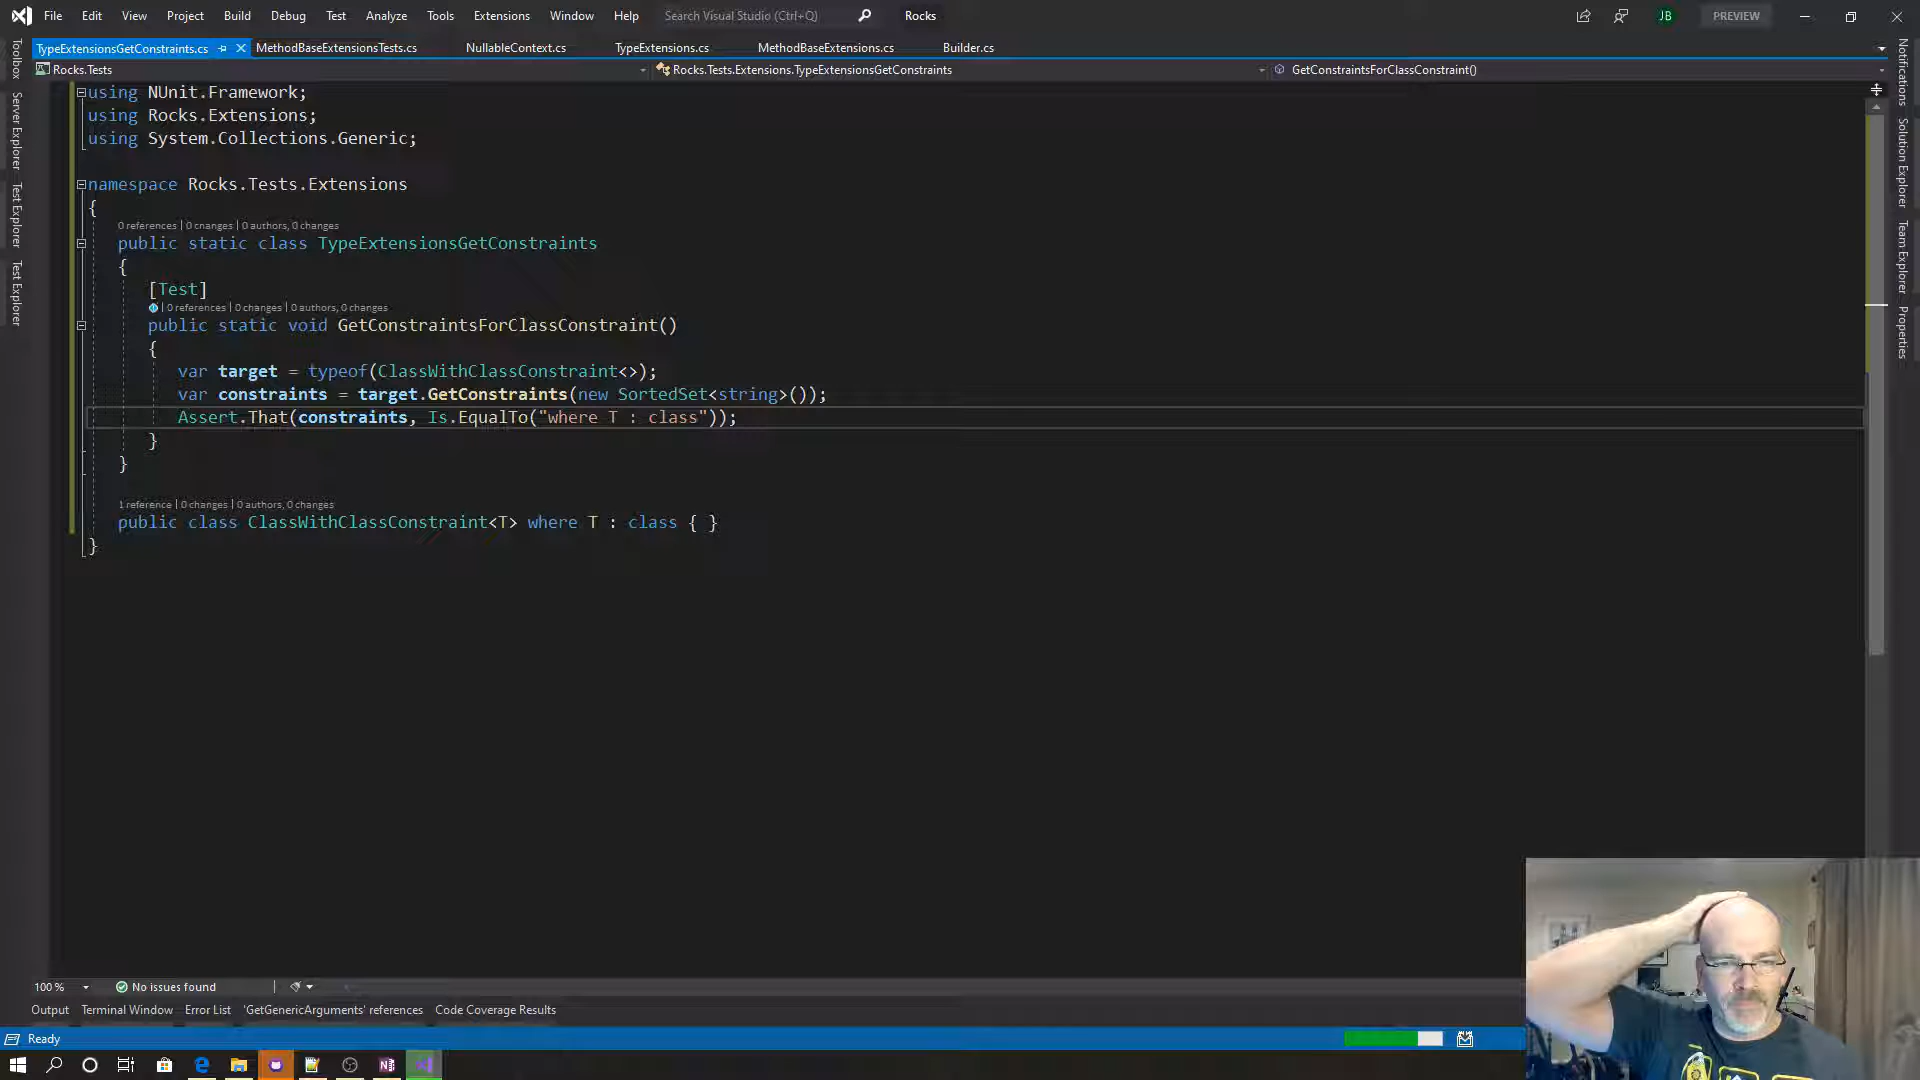 File Edit View Project Build Debug Test Analyze Tools Extensions Window Help Search Visual Studio (Ctrl+Q) Rocks JB PREVIEW
TypeExtensionsGetConstraints.cs MethodBaseExtensionsTests.cs NullableContext.cs TypeExtensions.cs MethodBaseExtensions.cs Builder.cs
Rocks.Tests Rocks.Tests.Extensions.TypeExtensionsGetConstraints GetConstraintsForClassConstraint()
Toolbox
Server Explorer
Test Explorer
Test Explorer
using NUnit.Framework;
using Rocks.Extensions;
using System.Collections.Generic;
namespace Rocks.Tests.Extensions
{
0 references | 0 changes | 0 authors, 0 changes
public static class TypeExtensionsGetConstraints
{
[Test]
0 references | 0 changes | 0 authors, 0 changes
public static void GetConstraintsForClassConstraint()
{
var target = typeof(ClassWithClassConstraint<>);
var constraints = target.GetConstraints(new SortedSet<string>());
Assert.That(constraints, Is.EqualTo("where T : class"));
}
}
1 reference | 0 changes | 0 authors, 0 changes
public class ClassWithClassConstraint<T> where T : class { }
}
Notifications
Solution Explorer
Team Explorer
Properties
100 % No issues found
Output Terminal Window Error List 'GetGenericArguments' references Code Coverage Results
Ready